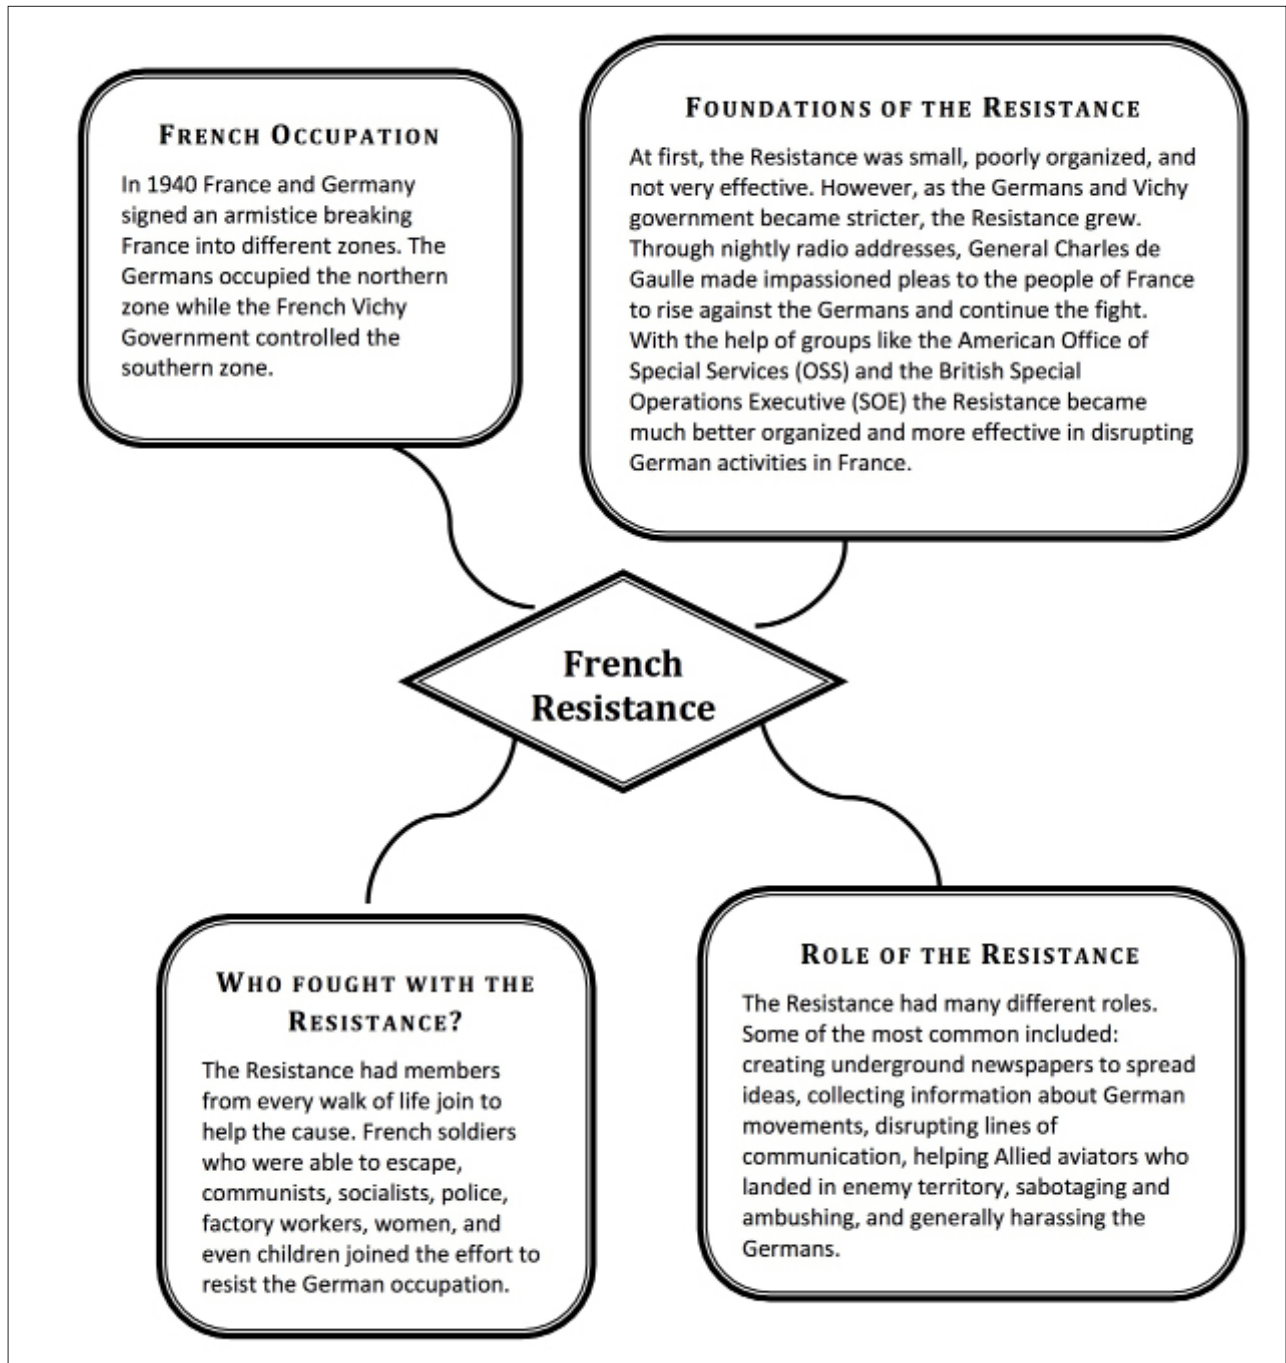 FRENCH OCCUPATION
In 1940 France and Germany
signed an armistice breaking
France into different zones. The
Germans occupied the northern
zone while the French Vichy
Government controlled the
southern zone.
FOUNDATIONS OF THE RESISTANCE
At first, the Resistance was small, poorly organized, and
not very effective. However, as the Germans and Vichy
government became stricter, the Resistance grew.
Through nightly radio addresses, General Charles de
Gaulle made impassioned pleas to the people of France
to rise against the Germans and continue the fight.
With the help of groups like the American Office of
Special Services (OSS) and the British Special
Operations Executive (SOE) the Resistance became
much better organized and more effective in disrupting
German activities in France.
French
Resistance
WHO FOUGHT WITH THE
RESISTANCE?
The Resistance had members
from every walk of life join to
help the cause. French soldiers
who were able to escape,
communists, socialists, police,
factory workers, women, and
even children joined the effort to
resist the German occupation.
ROLE OF THE RESISTANCE
The Resistance had many different roles.
Some of the most common included:
creating underground newspapers to spread
ideas, collecting information about German
movements, disrupting lines of
communication, helping Allied aviators who
landed in enemy territory, sabotaging and
ambushing, and generally harassing the
Germans.